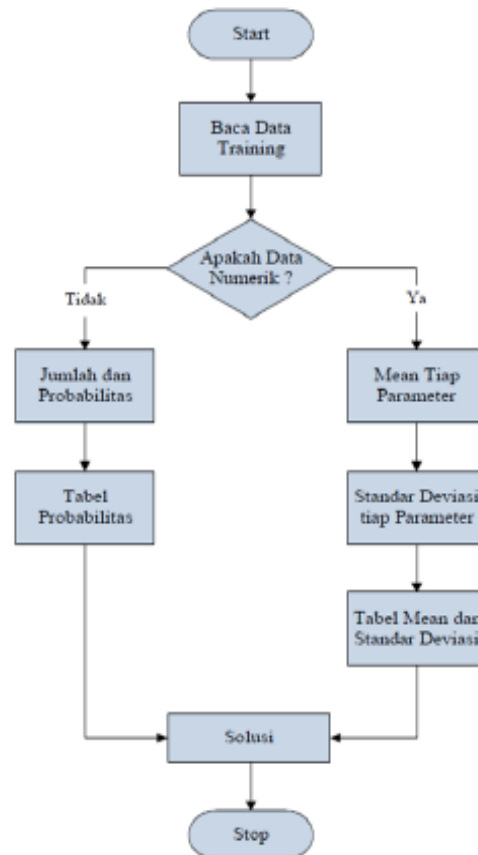 Start
Baca Data
Training
Apakah Data
Numerik ?
Tidak
Ya
Jumlah dan
Probabilitas
Mean Tiap
Parameter
Tabel
Probabilitas
Standar Deviasi
tiap Parameter
Tabel Mean dan
Standar Deviasi
Solusi
Stop